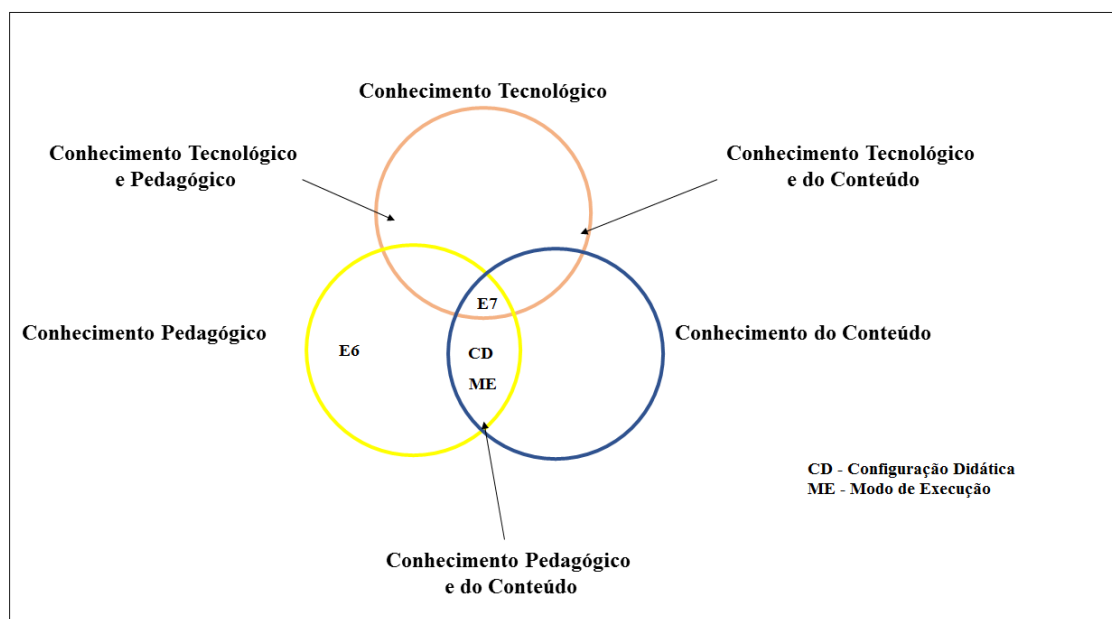 Conhecimento Tecnológico
Conhecimento Tecnológico
e Pedagógico
Conhecimento Tecnológico
e do Conteúdo
E7
Conhecimento Pedagógico
Conhecimento do Conteúdo
E6
CD
ME
CD - Configuração Didática
ME - Modo de Execução
Conhecimento Pedagógico
e do Conteúdo